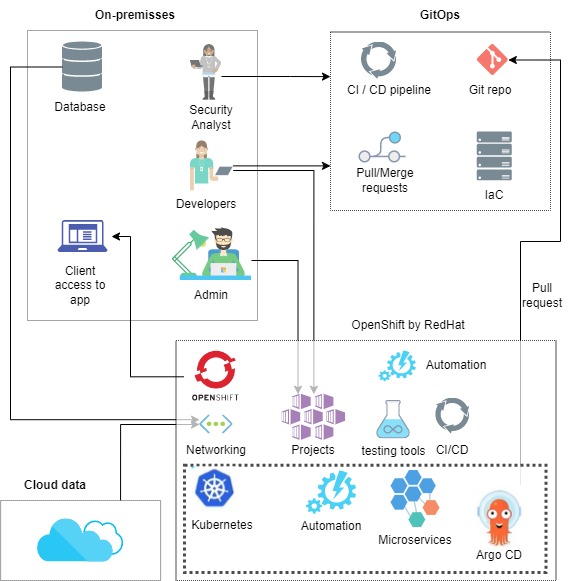 On-premisses
GitOps
Database
Security
Analyst
CI / CD pipeline
Git repo
Developers
Pull/Merge
requests
IaC
Client
access to
app
Admin
Pull
request
OpenShift by RedHat
OPENSHIFT
Automation
Networking
Projects
testing tools
CI/CD
Cloud data
Kubernetes
Automation
Microservices
Argo CD